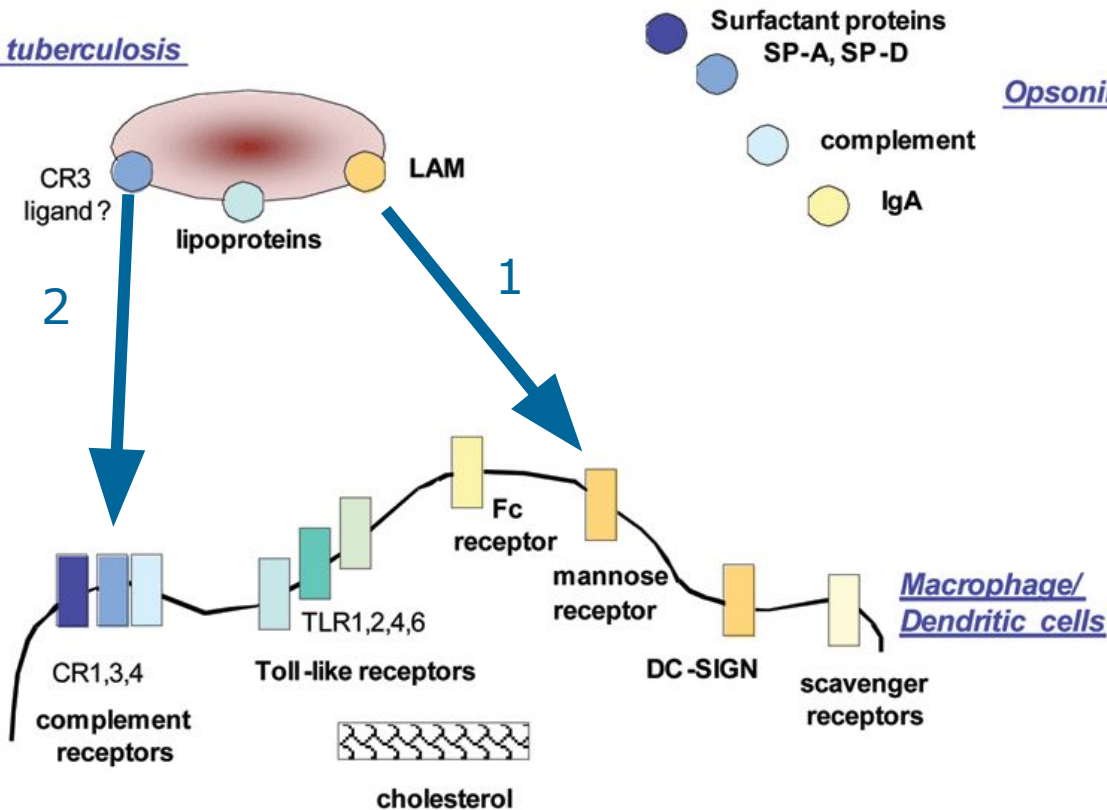 tuberculosis
Surfactant proteins
SP-A, SP-D
complement
IgA
CR3
ligand ?
LAM
lipoproteins
2
1
Fc
receptor
mannose
receptor
TLR1,2,4,6
Toll-like receptors
CR1,3,4
complement
receptors
DC-SIGN
scavenger
receptors
Macrophage/
Dendritic cells
cholesterol